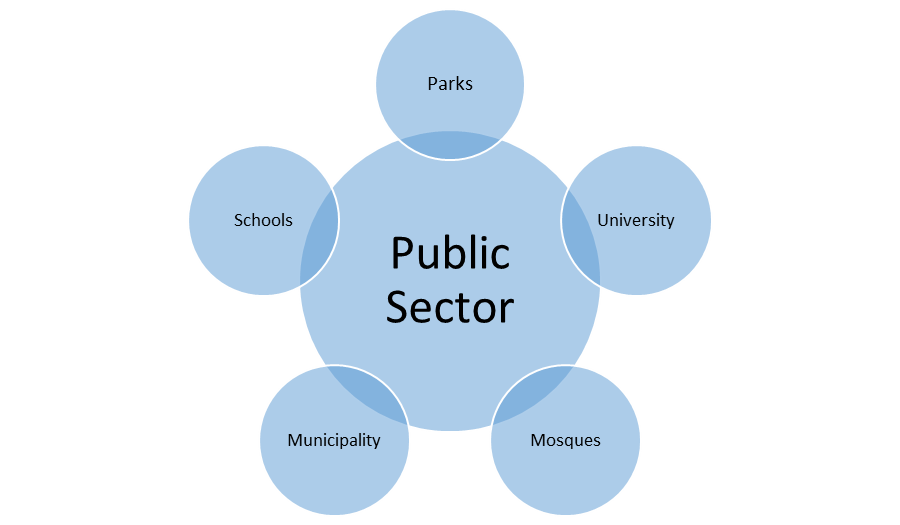 Parks
Schools
University
Public
Sector
Municipality
Mosques